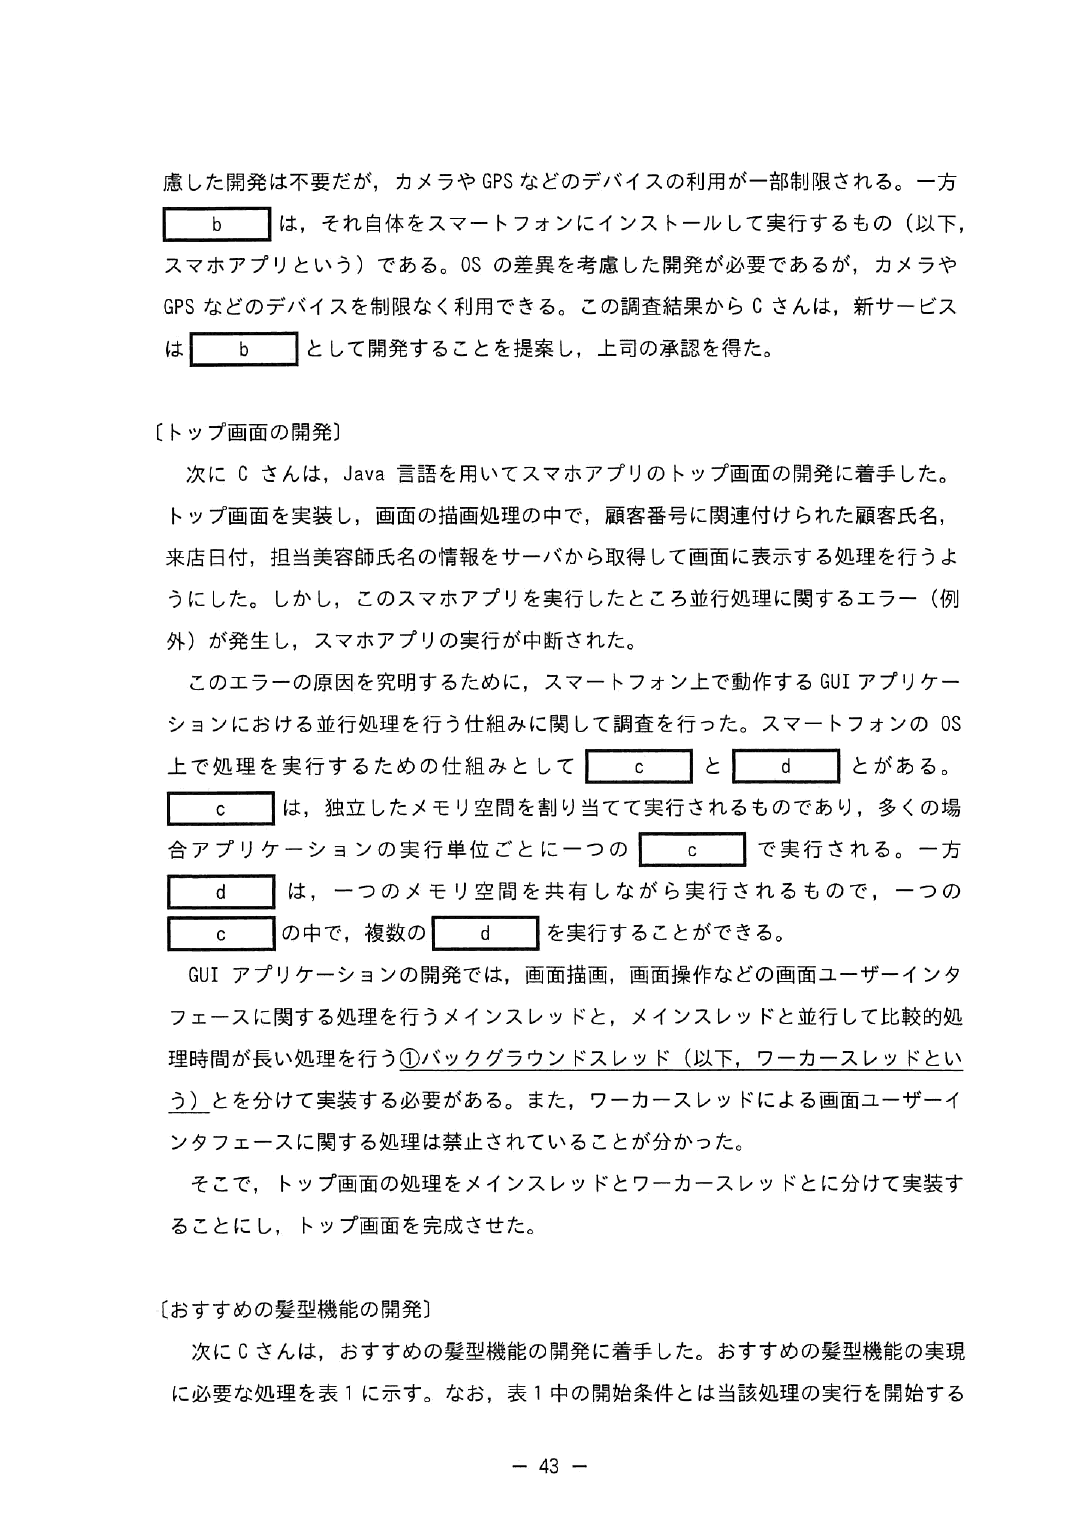 慮した開発は不要だが，カメラや GPS などのデバイスの利用が一部制限される。一方
b は，それ自体をスマートフォンにインストールして実行するもの（以下，
スマホアプリという）である。OS の差異を考慮した開発が必要であるが，カメラや
GPS などのデバイスを制限なく利用できる。この調査結果から C さんは，新サービス
は b として開発することを提案し，上司の承認を得た。
〔トップ画面の開発〕
次に C さんは，Java 言語を用いてスマホアプリのトップ画面の開発に着手した。
トップ画面を実装し，画面の描画処理の中で，顧客番号に関連付けられた顧客氏名，
来店日付，担当美容師氏名の情報をサーバから取得して画面に表示する処理を行うよ
うにした。しかし，このスマホアプリを実行したところ並行処理に関するエラー（例
外）が発生し，スマホアプリの実行が中断された。
このエラーの原因を究明するために，スマートフォン上で動作する GUI アプリケー
ションにおける並行処理を行う仕組みに関して調査を行った。スマートフォンの OS
上で処理を実行するための仕組みとして c と d とがある。
c は，独立したメモリ空間を割り当てて実行されるものであり，多くの場
合アプリケーションの実行単位ごとに一つの c で実行される。一方
d は，一つのメモリ空間を共有しながら実行されるもので，一つの
c の中で，複数の d を実行することができる。
GUI アプリケーションの開発では，画面描画，画面操作などの画面ユーザーインタ
フェースに関する処理を行うメインスレッドと，メインスレッドと並行して比較的処
理時間が長い処理を行う①バックグラウンドスレッド（以下，ワーカースレッドとい
う）とを分けて実装する必要がある。また，ワーカースレッドによる画面ユーザーイ
ンタフェースに関する処理は禁止されていることが分かった。
そこで，トップ画面の処理をメインスレッドとワーカースレッドとに分けて実装す
ることにし，トップ画面を完成させた。
〔おすすめの髪型機能の開発〕
次に C さんは，おすすめの髪型機能の開発に着手した。おすすめの髪型機能の実現
に必要な処理を表 1 に示す。なお，表 1 中の開始条件とは当該処理の実行を開始する
－ 43 －